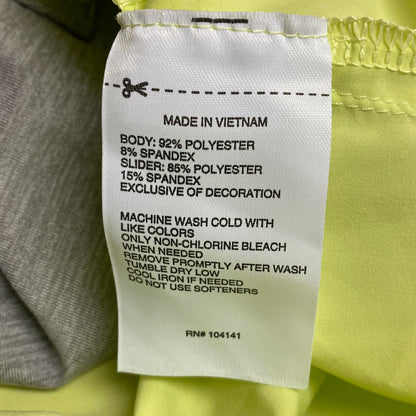 MADE IN VIETNAM
BODY: 92% POLYESTER
8% SPANDEX
SLIDER: 85% POLYESTER
15% SPANDEX
EXCLUSIVE OF DECORATION
MACHINE WASH COLD WITH
LIKE COLORS
ONLY NON-CHLORINE BLEACH
WHEN NEEDED
REMOVE PROMPTLY AFTER WASH
TUMBLE DRY LOW
COOL IRON IF NEEDED
DO NOT USE SOFTENERS
RN# 104141